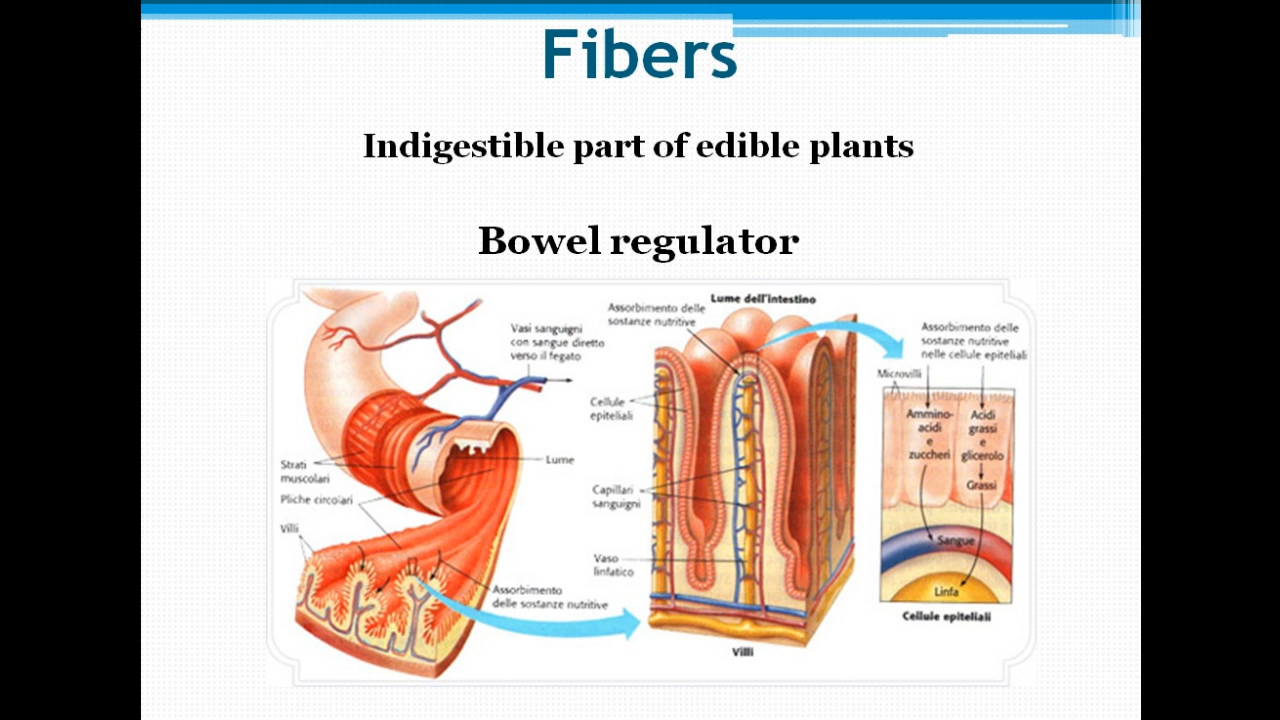 Fibers
Indigestible part of edible plants
Bowel regulator
Vasi sanguigni
con sangue diretto
verso il fegato
Strati
muscolari
Pliche circolari
Villi
Lume
Assorbimento
delle sostanze nutritive
Assorbimento delle
sostanze nutritive
Lume dell'intestino
Cellule
epiteliali
Capillari
sanguigni
Vaso
linfatico
Villi
Assorbimento delle
sostanze nutritive
nelle cellule epiteliali
Microvilli
Ammino-
acidi
e
zuccheri
Acidi
grassi
e
glicerolo
Grassi
Sangue
Linfa
Cellule epiteliali